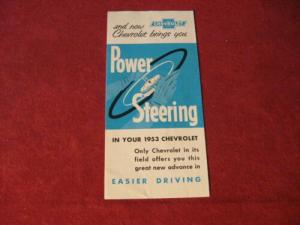 and now CHEVROLET
Chevrolet brings you
Power
Steering
IN YOUR 1953 CHEVROLET
Only Chevrolet in its
field offers you this
great new advance in
EASIER DRIVING